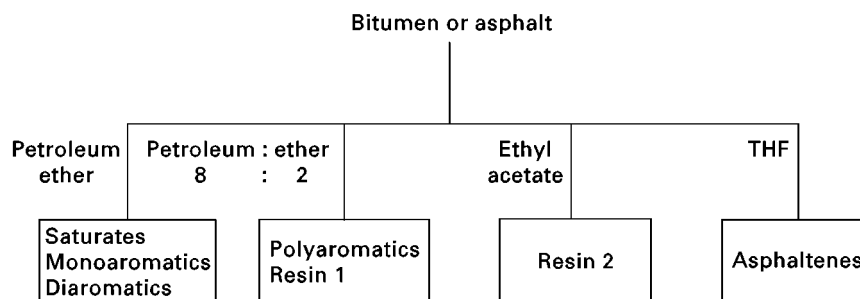 Bitumen or asphalt
Petroleum ether
Petroleum : ether
8 : 2
Ethyl acetate
THF
Saturates
Monoaromatics
Diaromatics
Polyaromatics
Resin 1
Resin 2
Asphaltenes